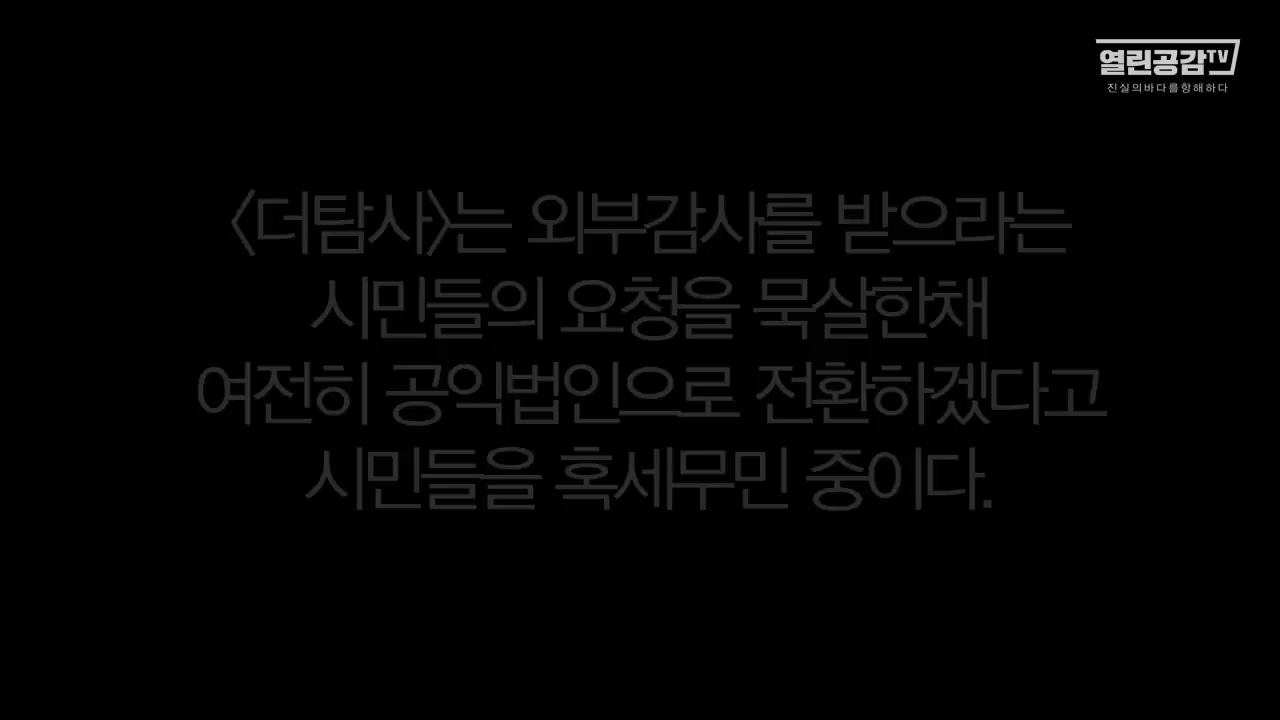 열린공감TV
진실의바다를항해하다
<더탐사>는 외부감사를 받으라는
시민들의 요청을 묵살한채
여전히 공익법인으로 전환하겠다고
시민들을 혹세무민 중이다.